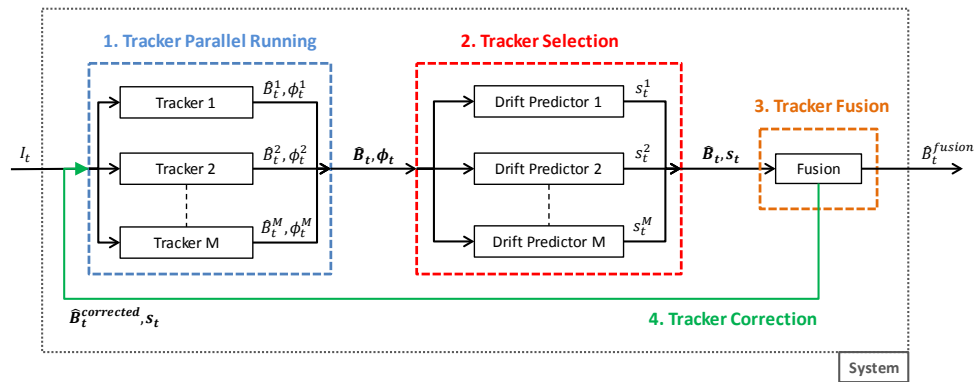 1. Tracker Parallel Running
2. Tracker Selection
3. Tracker Fusion
I_t
Tracker 1
B̂_t^1, ϕ_t^1
Tracker 2
B̂_t^2, ϕ_t^2
Tracker M
B̂_t^M, ϕ_t^M
B̂_t, ϕ_t
Drift Predictor 1
s_t^1
Drift Predictor 2
s_t^2
Drift Predictor M
s_t^M
B̂_t, s_t
Fusion
B̂_t^fusion
B̂_t^corrected, s_t
4. Tracker Correction
System